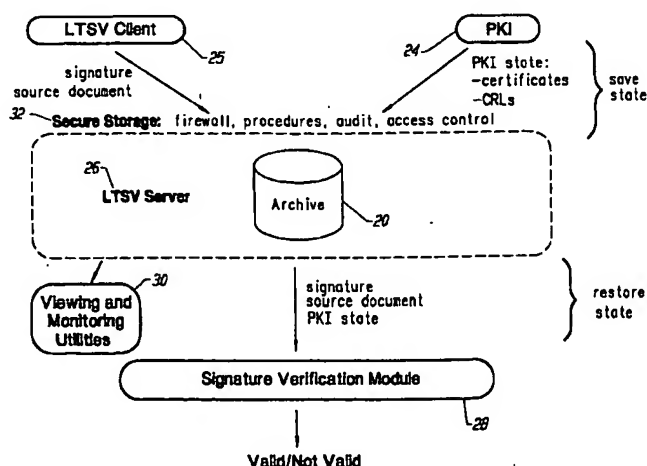 LTSV Client
25
PKI
24
signature
source document
PKI state:
-certificates
-CRLs
save
state
32
Secure Storage: firewall, procedures, audit, access control
26
LTSV Server
Archive
20
30
Viewing and
Monitoring
Utilities
signature
source document
PKI state
restore
state
Signature Verification Module
28
Valid/Not Valid